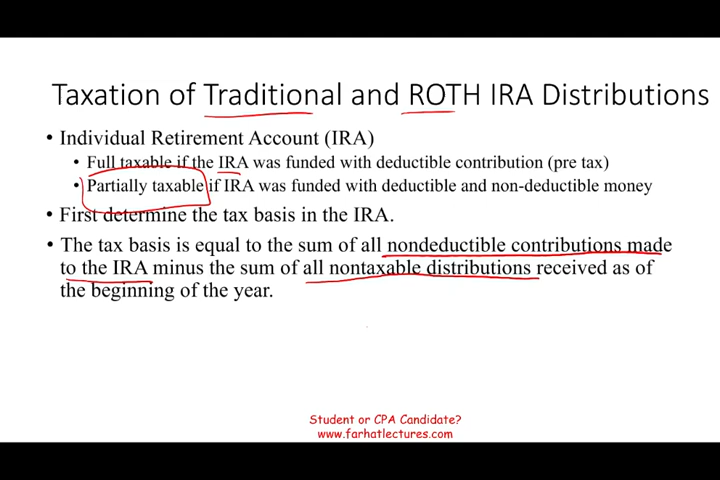 Taxation of Traditional and ROTH IRA Distributions
• Individual Retirement Account (IRA)
• Full taxable if the IRA was funded with deductible contribution (pre tax)
• Partially taxable if IRA was funded with deductible and non-deductible money
• First determine the tax basis in the IRA.
• The tax basis is equal to the sum of all nondeductible contributions made
to the IRA minus the sum of all nontaxable distributions received as of
the beginning of the year.
Student or CPA Candidate?
www.farhatlectures.com